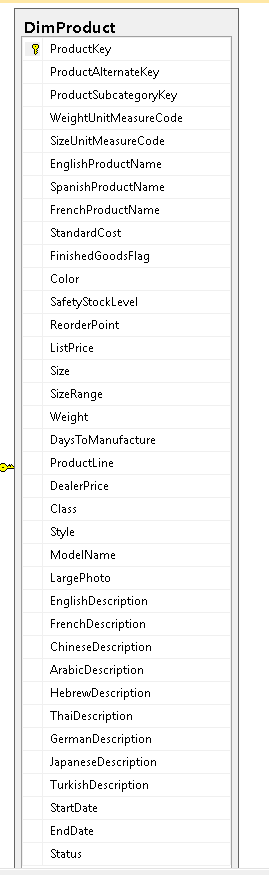 DimProduct
ProductKey
ProductAlternateKey
ProductSubcategoryKey
WeightUnitMeasureCode
SizeUnitMeasureCode
EnglishProductName
SpanishProductName
FrenchProductName
StandardCost
FinishedGoodsFlag
Color
SafetyStockLevel
ReorderPoint
ListPrice
Size
SizeRange
Weight
DaysToManufacture
ProductLine
DealerPrice
Class
Style
ModelName
LargePhoto
EnglishDescription
FrenchDescription
ChineseDescription
ArabicDescription
HebrewDescription
ThaiDescription
GermanDescription
JapaneseDescription
TurkishDescription
StartDate
EndDate
Status